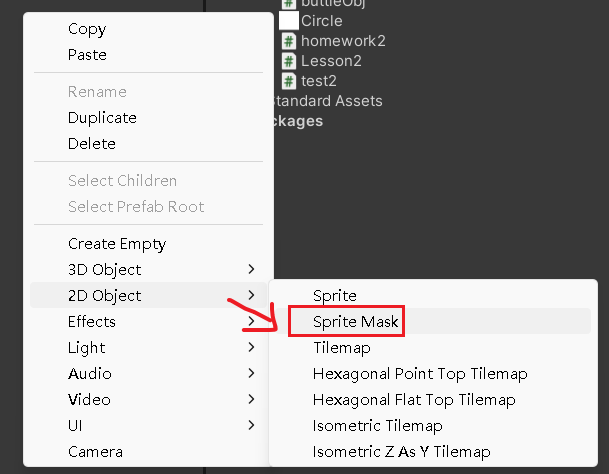 buttleObj
Circle
homework2
Lesson2
test2
Standard Assets
ckages
Copy
Paste
Rename
Duplicate
Delete
Select Children
Select Prefab Root
Create Empty
3D Object
2D Object
Effects
Light
Audio
Video
UI
Camera
Sprite
Sprite Mask
Tilemap
Hexagonal Point Top Tilemap
Hexagonal Flat Top Tilemap
Isometric Tilemap
Isometric Z As Y Tilemap